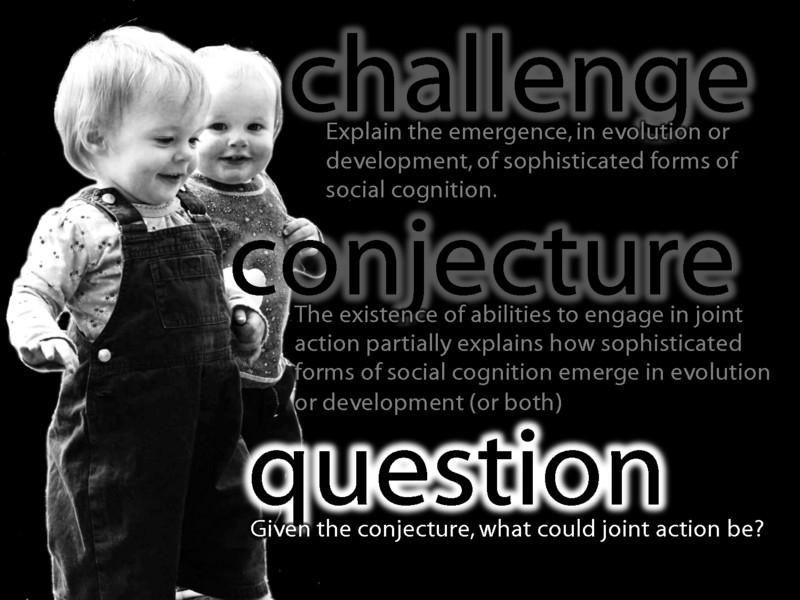 challenge
Explain the emergence, in evolution or
development, of sophisticated forms of
social cognition.
conjecture
The existence of abilities to engage in joint
action partially explains how sophisticated
forms of social cognition emerge in evolution
or development (or both)
question
Given the conjecture, what could joint action be?